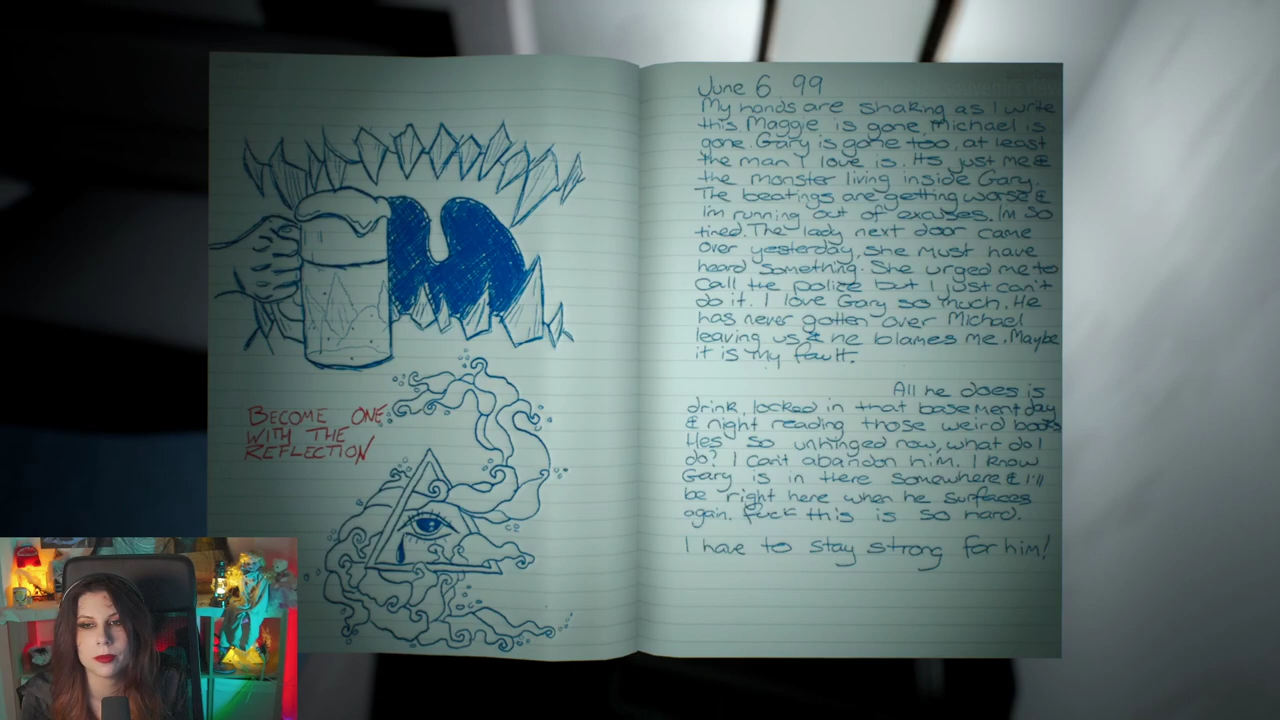 BECOME ONE
WITH THE
REFLECTION
June 6 99
My hands are shaking as I write
this Maggie is gone, Michael is
gone. Gary is gone too, at least
the man I love is. Its just me &
the monster living inside Gary.
The beatings are getting worse &
I'm running out of excuses. Im so
tired. The lady next door came
over yesterday, she must have
heard something. She urged me to
call the police but I just can't
do it. I love Gary so much. He
has never gotten over Michael
leaving us & he blames me. Maybe
it is my fault.
All he does is
drink, locked in that basement day
& night reading those weird books
Hes so unhinged now, what do I
do? I cant abandon him. I know
Gary is in there somewhere & I'll
be right here when he surfaces
again. Fuck this is so hard.
I have to stay strong for him!